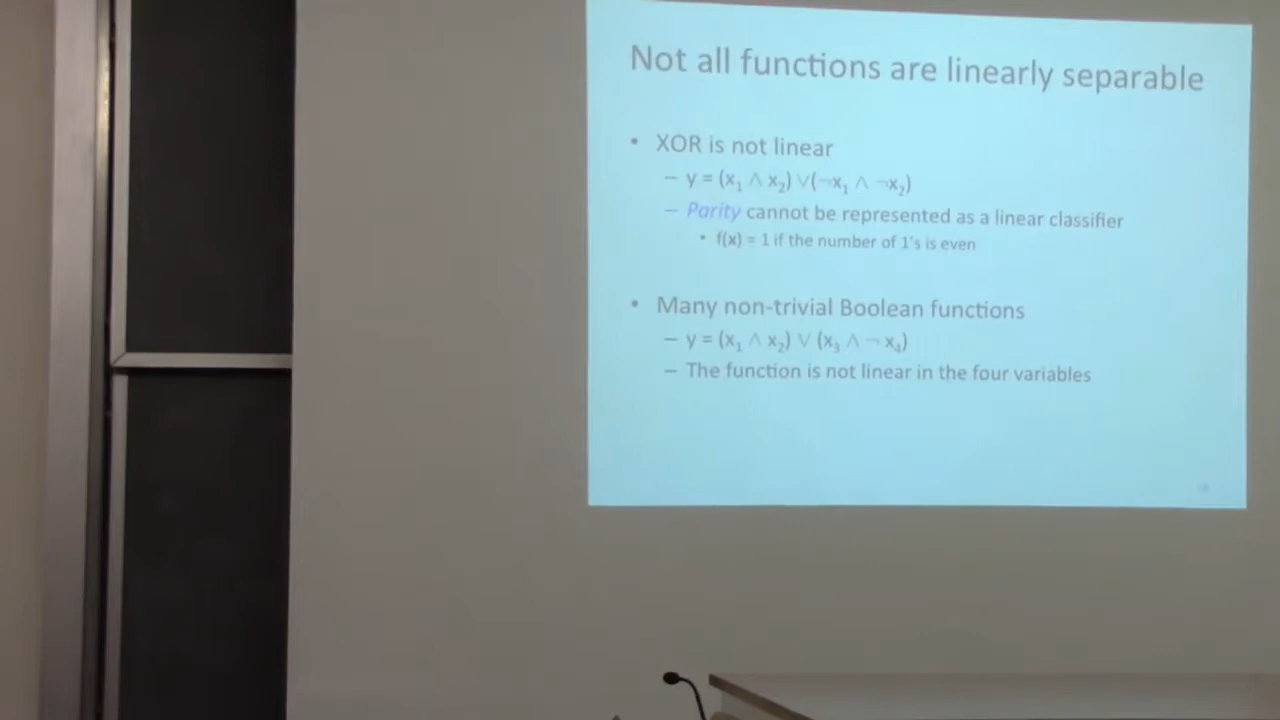 Not all functions are linearly separable
• XOR is not linear
– y = (x₁ ∧ x₂) ∨(¬x₁ ∧ ¬x₂)
– Parity cannot be represented as a linear classifier
• f(x) = 1 if the number of 1's is even
• Many non-trivial Boolean functions
– y = (x₁ ∧ x₂) ∨ (x₃ ∧ ¬ x₄)
– The function is not linear in the four variables